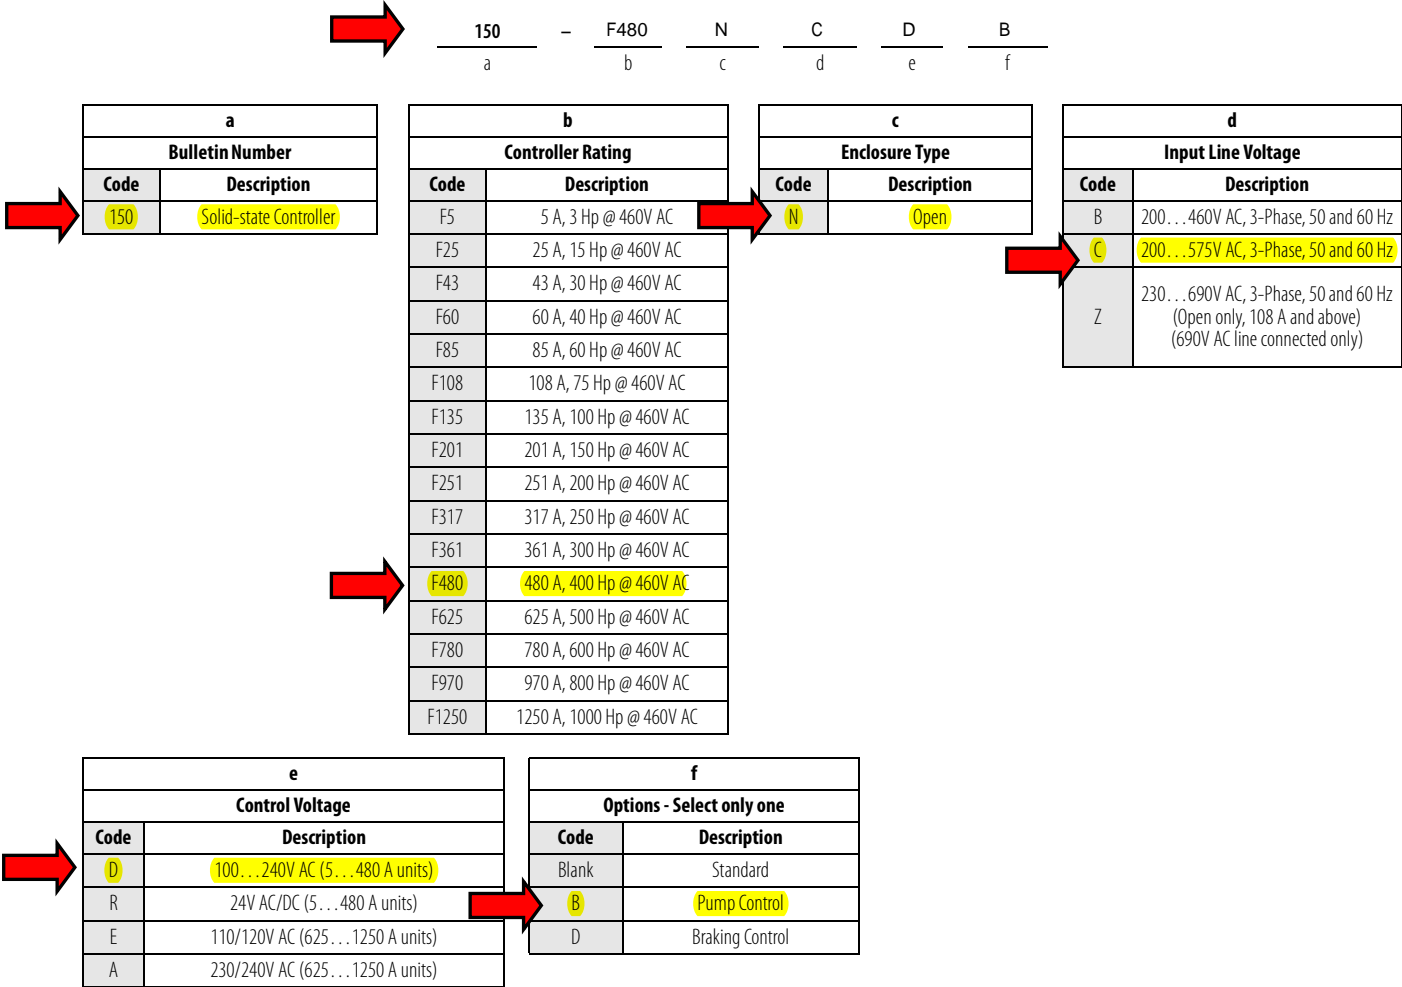 150 – F480 N C D B
a b c d e f
a
Bulletin Number
Code Description
150 Solid-state Controller
b
Controller Rating
Code Description
F5 5 A, 3 Hp @ 460V AC
F25 25 A, 15 Hp @ 460V AC
F43 43 A, 30 Hp @ 460V AC
F60 60 A, 40 Hp @ 460V AC
F85 85 A, 60 Hp @ 460V AC
F108 108 A, 75 Hp @ 460V AC
F135 135 A, 100 Hp @ 460V AC
F201 201 A, 150 Hp @ 460V AC
F251 251 A, 200 Hp @ 460V AC
F317 317 A, 250 Hp @ 460V AC
F361 361 A, 300 Hp @ 460V AC
F480 480 A, 400 Hp @ 460V AC
F625 625 A, 500 Hp @ 460V AC
F780 780 A, 600 Hp @ 460V AC
F970 970 A, 800 Hp @ 460V AC
F1250 1250 A, 1000 Hp @ 460V AC
c
Enclosure Type
Code Description
N Open
d
Input Line Voltage
Code Description
B 200…460V AC, 3-Phase, 50 and 60 Hz
C 200…575V AC, 3-Phase, 50 and 60 Hz
Z 230…690V AC, 3-Phase, 50 and 60 Hz
(Open only, 108 A and above)
(690V AC line connected only)
e
Control Voltage
Code Description
D 100…240V AC (5…480 A units)
R 24V AC/DC (5…480 A units)
E 110/120V AC (625…1250 A units)
A 230/240V AC (625…1250 A units)
f
Options - Select only one
Code Description
Blank Standard
B Pump Control
D Braking Control